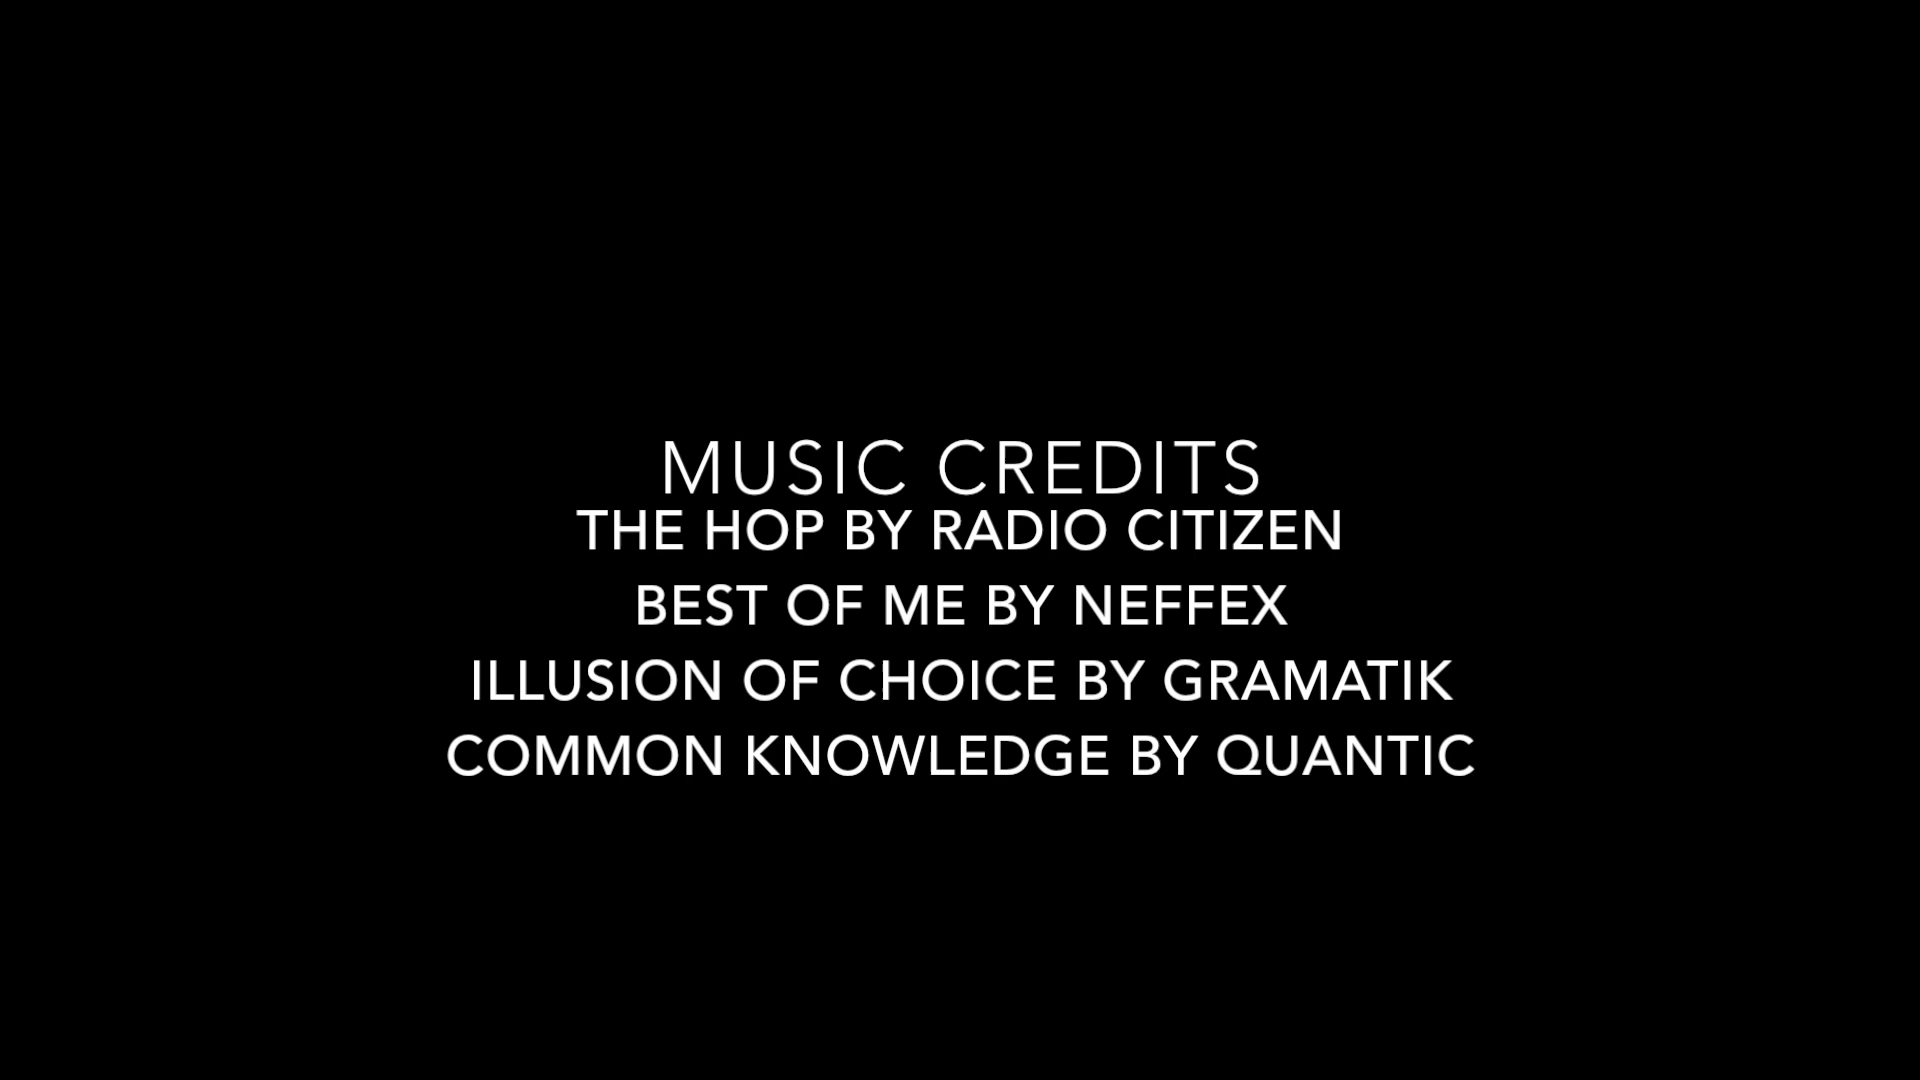 MUSIC CREDITS
THE HOP BY RADIO CITIZEN
BEST OF ME BY NEFFEX
ILLUSION OF CHOICE BY GRAMATIK
COMMON KNOWLEDGE BY QUANTIC